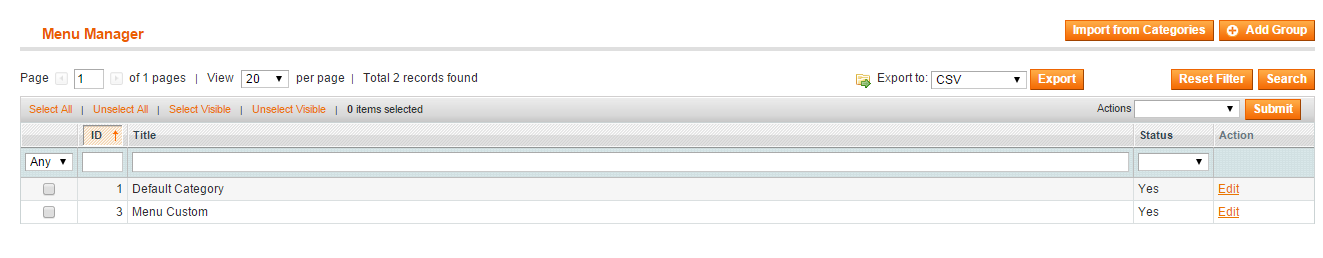 Menu Manager Import from Categories Add Group
Page 1 of 1 pages | View 20 per page | Total 2 records found Export to: CSV Export Reset Filter Search
Select All | Unselect All | Select Visible | Unselect Visible | 0 items selected Actions Submit
ID Title Status Action
Any
1 Default Category Yes Edit
3 Menu Custom Yes Edit